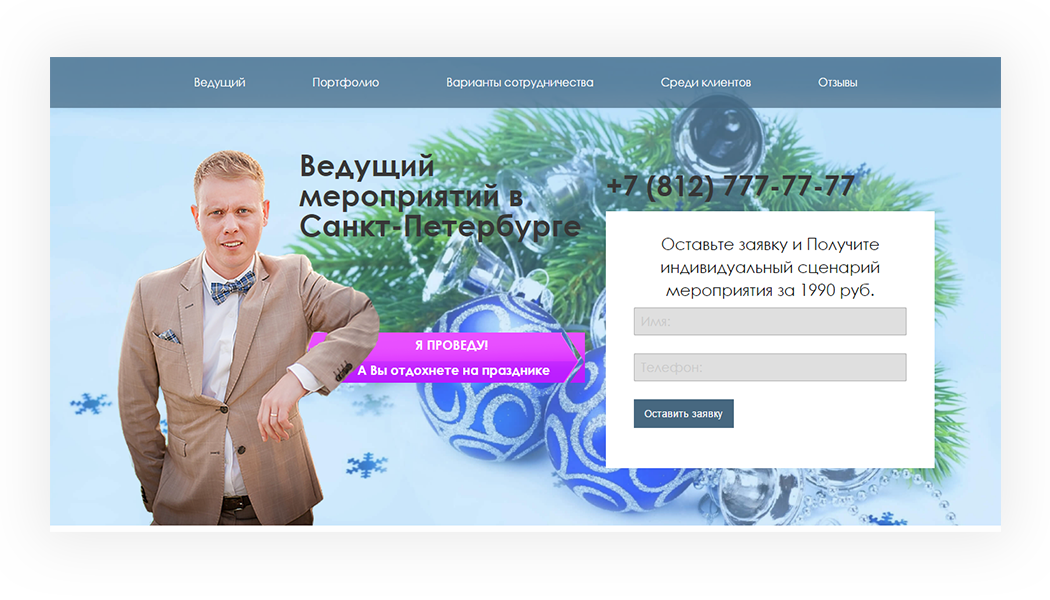 Ведущий Портфолио Варианты сотрудничества Среди клиентов Отзывы
Ведущий
мероприятий в
Санкт-Петербурге
Я ПРОВЕДУ!
А Вы отдохнете на празднике
+7 (812) 777-77-77
Оставьте заявку и Получите
индивидуальный сценарий
мероприятия за 1990 руб.
Имя:
Телефон:
Оставить заявку